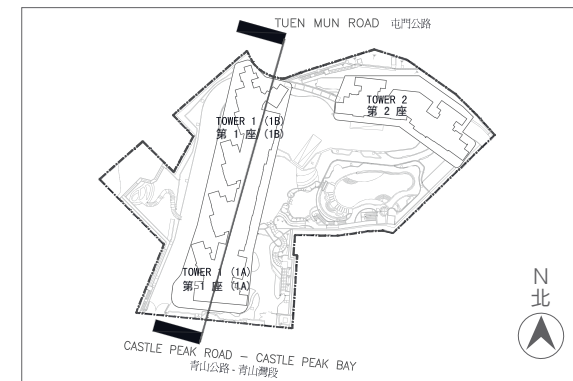 TUEN MUN ROAD 屯門公路
TOWER 2
第 2 座
TOWER 1 (1B)
第 1 座 (1B)
TOWER 1 (1A)
第 1 座 (1A)
N
北
CASTLE PEAK ROAD - CASTLE PEAK BAY
青山公路 - 青山灣段